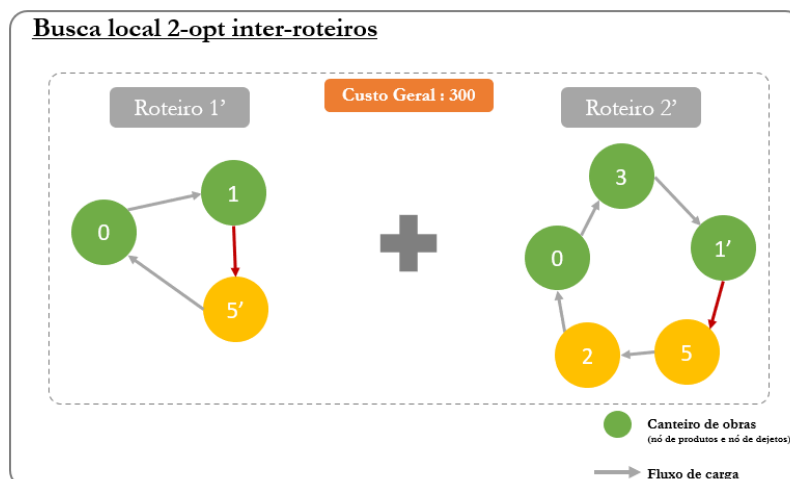 Busca local 2-opt inter-roteiros
Custo Geral : 300
Roteiro 1’
Roteiro 2’
0
1
5’
3
0
1’
2
5
Canteiro de obras
(nó de produtos e nó de dejetos)
Fluxo de carga